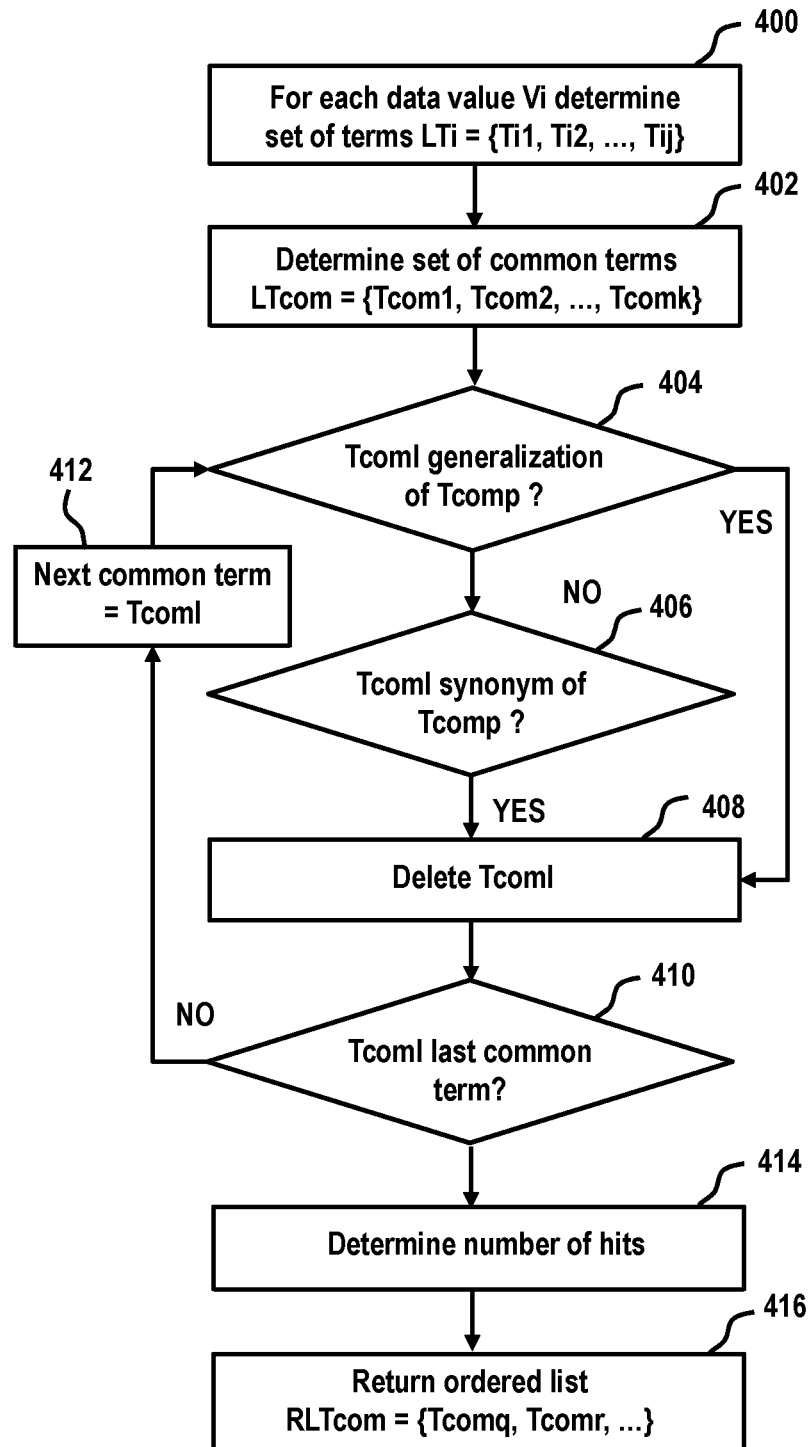 400
For each data value Vi determine
set of terms LTi = {Ti1, Ti2, ..., Tij}
402
Determine set of common terms
LTcom = {Tcom1, Tcom2, ..., Tcomk}
404
Tcoml generalization
of Tcomp ?
YES
412
Next common term
= Tcoml
NO
406
Tcoml synonym of
Tcomp ?
YES
408
Delete Tcoml
410
NO
Tcoml last common
term?
414
Determine number of hits
416
Return ordered list
RLTcom = {Tcomq, Tcomr, ...}